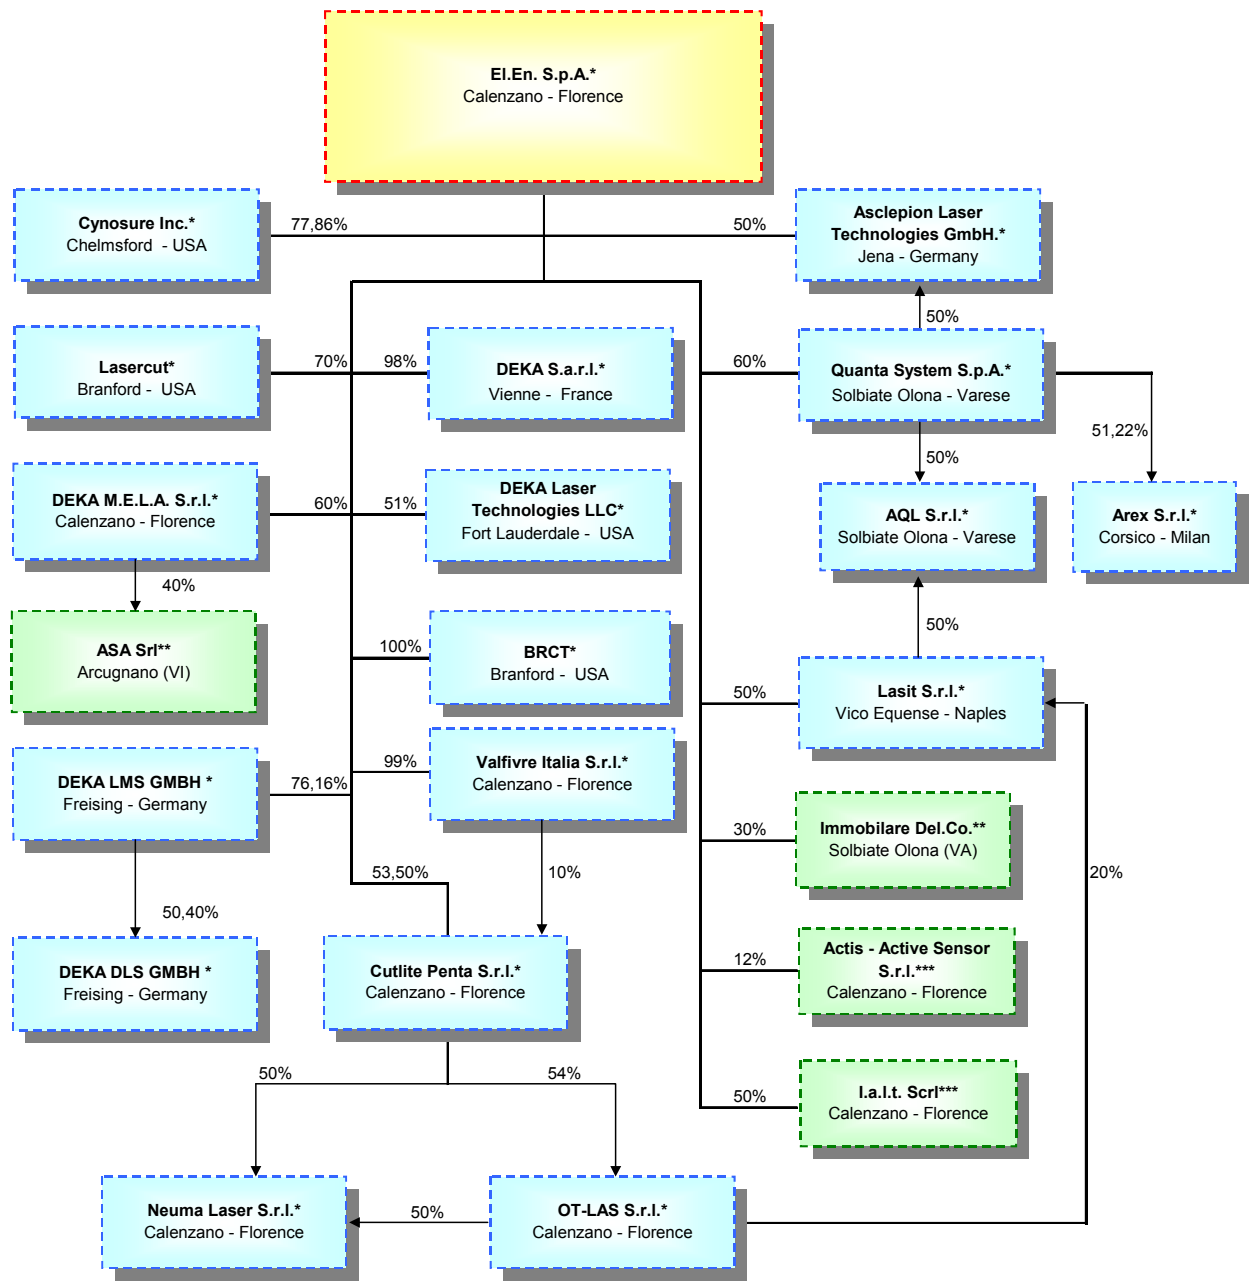 El.En. S.p.A.*
Calenzano - Florence
Cynosure Inc.*
Chelmsford - USA
77,86%
50%
Asclepion Laser
Technologies GmbH.*
Jena - Germany
50%
Lasercut*
Branford - USA
70%
98%
DEKA S.a.r.l.*
Vienne - France
60%
Quanta System S.p.A.*
Solbiate Olona - Varese
51,22%
50%
DEKA M.E.L.A. S.r.l.*
Calenzano - Florence
60%
51%
DEKA Laser
Technologies LLC*
Fort Lauderdale - USA
AQL S.r.l.*
Solbiate Olona - Varese
Arex S.r.l.*
Corsico - Milan
40%
50%
ASA Srl**
Arcugnano (VI)
100%
BRCT*
Branford - USA
50%
Lasit S.r.l.*
Vico Equense - Naples
DEKA LMS GMBH *
Freising - Germany
76,16%
99%
Valfivre Italia S.r.l.*
Calenzano - Florence
30%
Immobilare Del.Co.**
Solbiate Olona (VA)
53,50%
10%
20%
50,40%
DEKA DLS GMBH *
Freising - Germany
Cutlite Penta S.r.l.*
Calenzano - Florence
12%
Actis - Active Sensor
S.r.l.***
Calenzano - Florence
50%
54%
50%
I.a.l.t. Scrl***
Calenzano - Florence
Neuma Laser S.r.l.*
Calenzano - Florence
50%
OT-LAS S.r.l.*
Calenzano - Florence